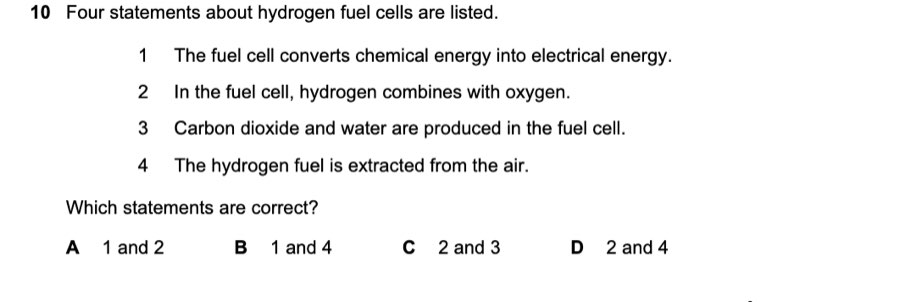 10 Four statements about hydrogen fuel cells are listed.
1 The fuel cell converts chemical energy into electrical energy.
2 In the fuel cell, hydrogen combines with oxygen.
3 Carbon dioxide and water are produced in the fuel cell.
4 The hydrogen fuel is extracted from the air.
Which statements are correct?
A 1 and 2 B 1 and 4 C 2 and 3 D 2 and 4